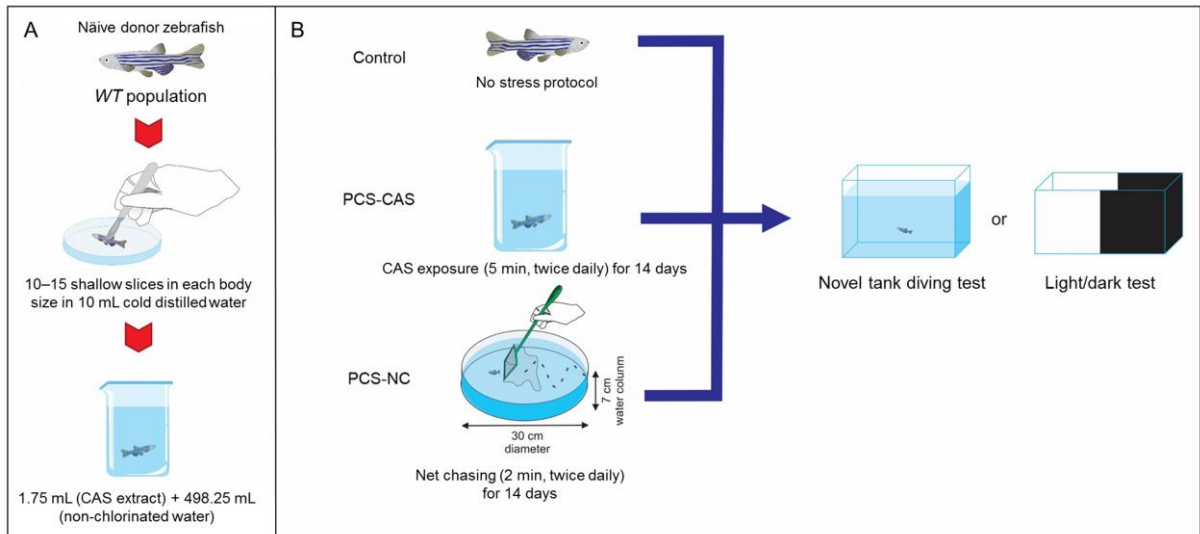 A
Näive donor zebrafish
WT population
10–15 shallow slices in each body
size in 10 mL cold distilled water
1.75 mL (CAS extract) + 498.25 mL
(non-chlorinated water)
B
Control
No stress protocol
PCS-CAS
CAS exposure (5 min, twice daily) for 14 days
PCS-NC
7 cm
water colunm
30 cm
diameter
Net chasing (2 min, twice daily)
for 14 days
Novel tank diving test
or
Light/dark test